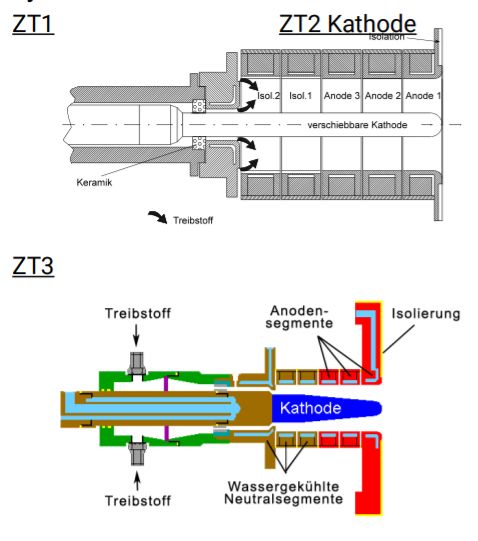 ZT1
ZT2 Kathode
Isolation
Isol.2 Isol.1 Anode 3 Anode 2 Anode 1
verschiebbare Kathode
Keramik
Treibstoff
ZT3
Treibstoff
Anoden-
segmente
Isolierung
Kathode
Wassergekühlte
Neutralsegmente
Treibstoff